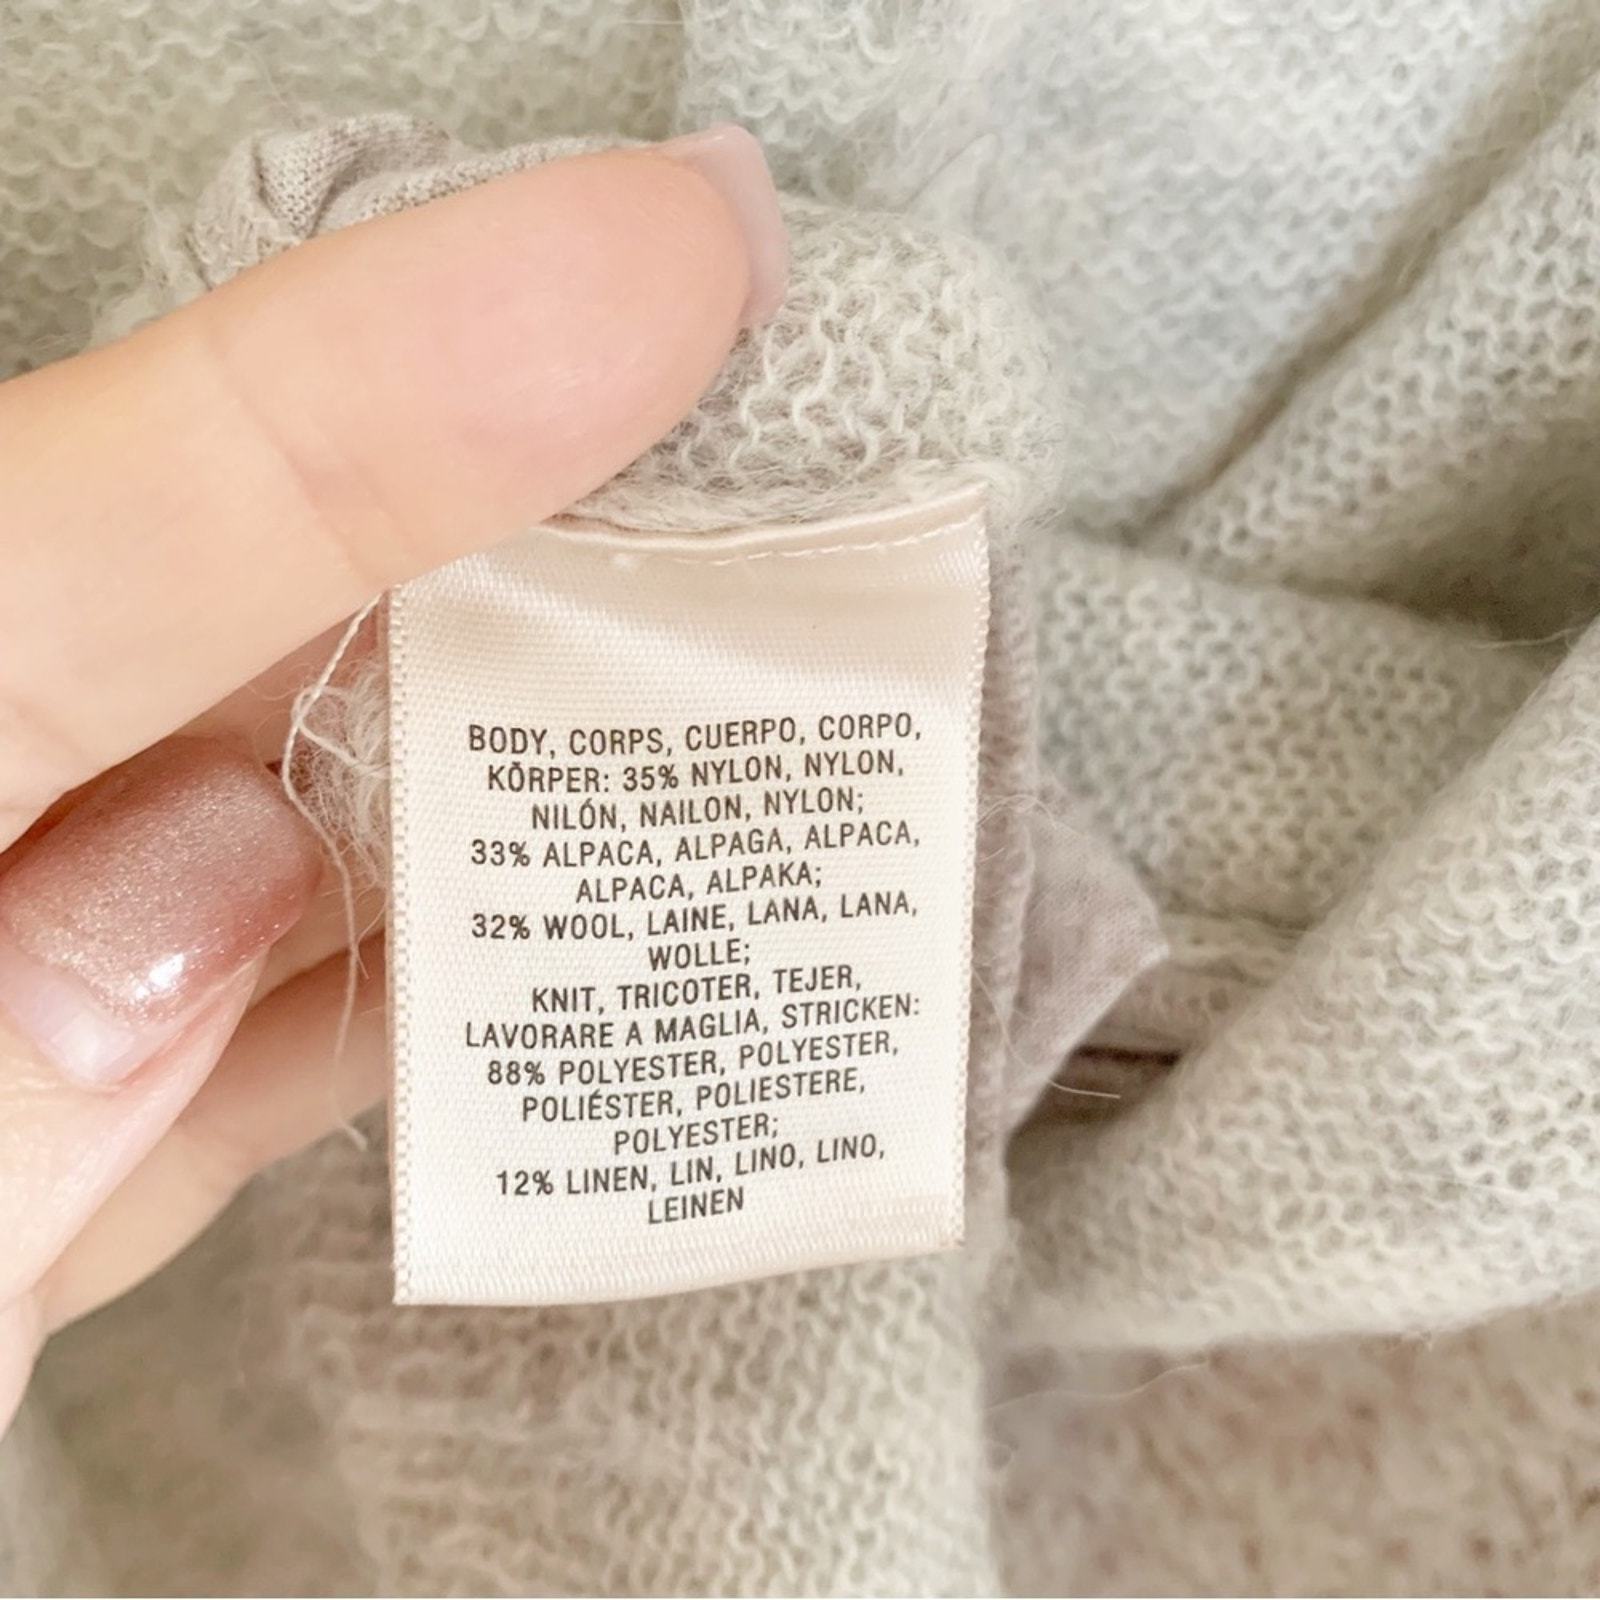 BODY, CORPS, CUERPO, CORPO,
KÖRPER: 35% NYLON, NYLON,
NILÓN, NAILON, NYLON;
33% ALPACA, ALPAGA, ALPACA,
ALPACA, ALPAKA;
32% WOOL, LAINE, LANA, LANA,
WOLLE;
KNIT, TRICOTER, TEJER,
LAVORARE A MAGLIA, STRICKEN:
88% POLYESTER, POLYESTER,
POLIÉSTER, POLIESTERE,
POLYESTER;
12% LINEN, LIN, LINO, LINO,
LEINEN